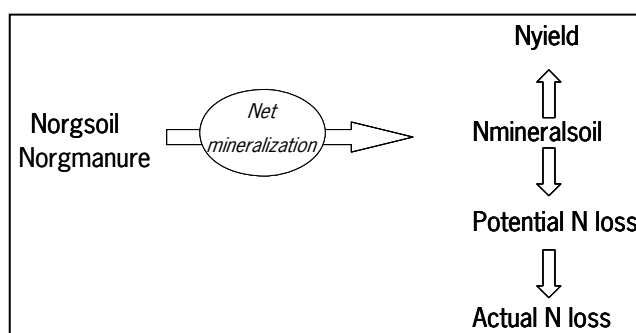 Nyield
Net
mineralization
Norgsoil
Norgmanure
Nmineralsoil
Potential N loss
Actual N loss